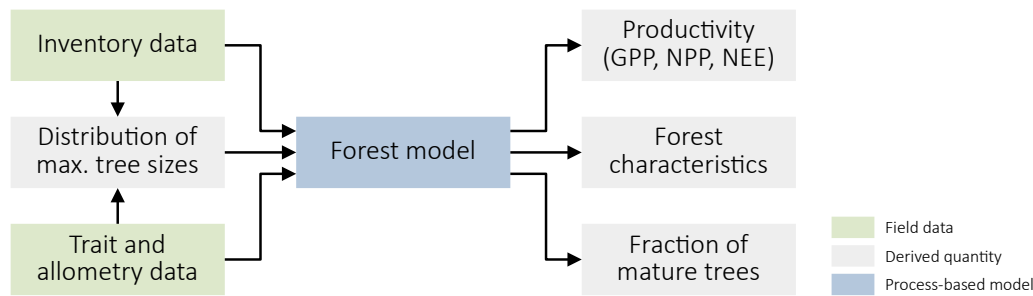 Inventory data
Distribution of
max. tree sizes
Trait and
allometry data
Forest model
Productivity
(GPP, NPP, NEE)
Forest
characteristics
Fraction of
mature trees
Field data
Derived quantity
Process-based model